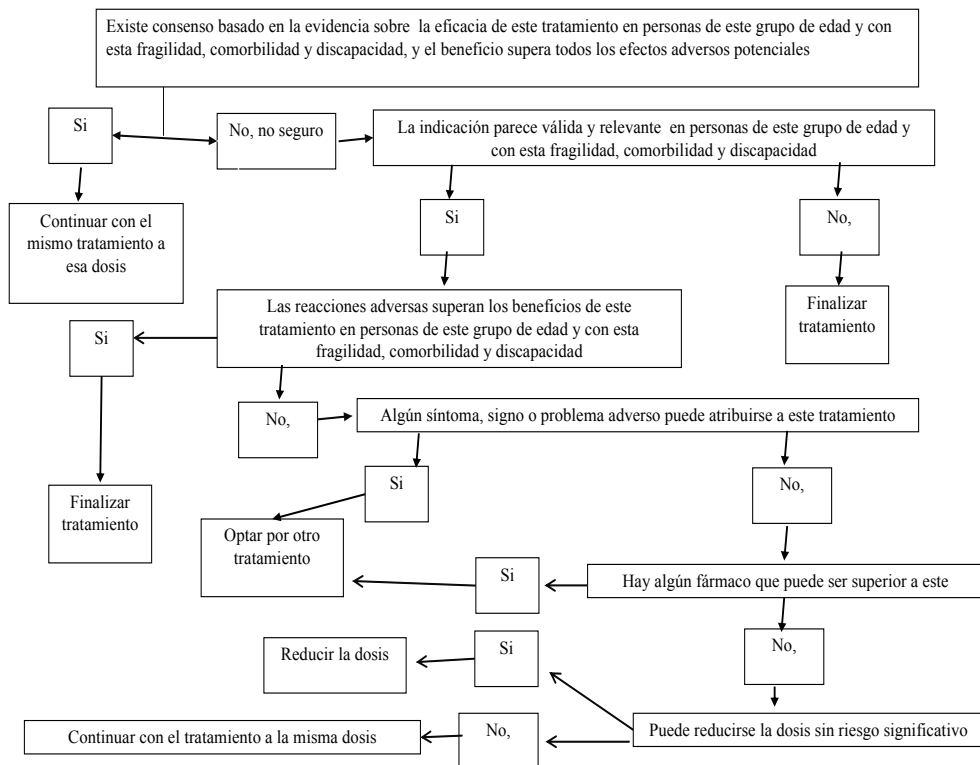 Existe consenso basado en la evidencia sobre la eficacia de este tratamiento en personas de este grupo de edad y con
esta fragilidad, comorbilidad y discapacidad, y el beneficio supera todos los efectos adversos potenciales
Si
No, no seguro
La indicación parece válida y relevante en personas de este grupo de edad y
con esta fragilidad, comorbilidad y discapacidad
Continuar con el
mismo tratamiento a
esa dosis
Si
No,
Finalizar
tratamiento
Las reacciones adversas superan los beneficios de este
tratamiento en personas de este grupo de edad y con esta
fragilidad, comorbilidad y discapacidad
Si
No,
Algún síntoma, signo o problema adverso puede atribuirse a este tratamiento
Finalizar
tratamiento
Si
No,
Optar por otro
tratamiento
Si
Hay algún fármaco que puede ser superior a este
No,
Reducir la dosis
Si
Puede reducirse la dosis sin riesgo significativo
No,
Continuar con el tratamiento a la misma dosis